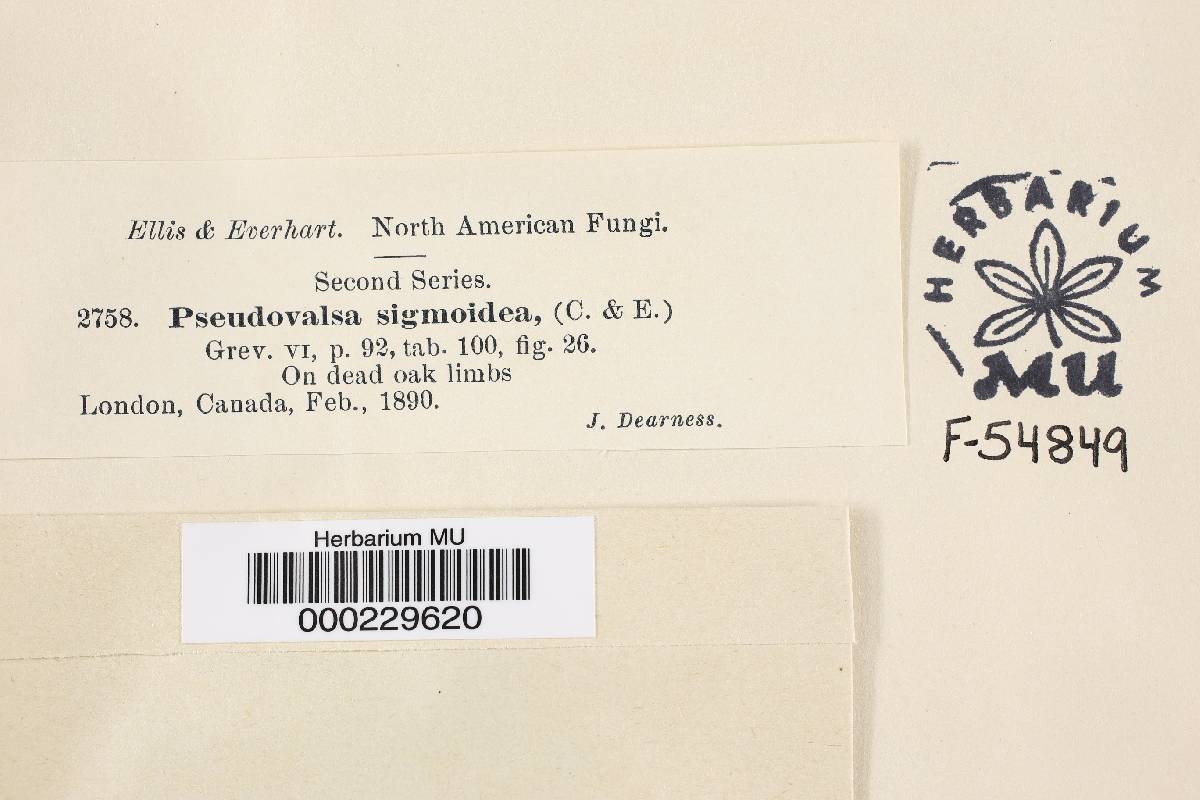 Ellis & Everhart. North American Fungi.
Second Series.
2758. Pseudovalsa sigmoidea, (C. & E.)
Grev. VI, p. 92, tab. 100, fig. 26.
On dead oak limbs
London, Canada, Feb., 1890.
J. Dearness.
HERBARIUM
MU
F-54849
Herbarium MU
000229620